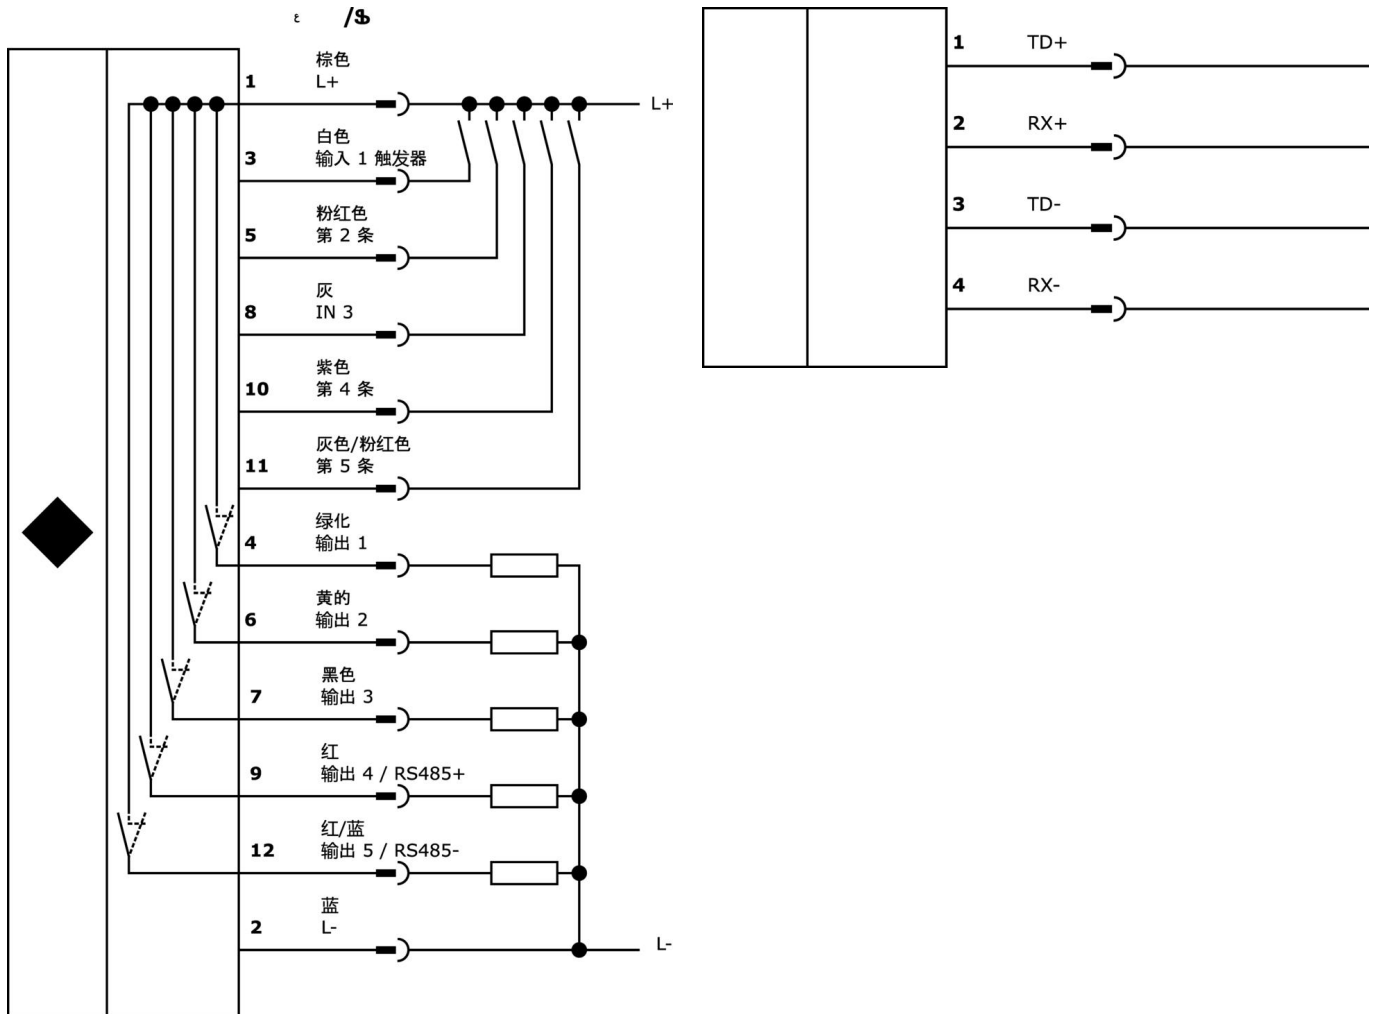 棕色
1 L+
L+
白色
3 输入 1 触发器
粉红色
5 第 2 条
灰
8 IN 3
紫色
10 第 4 条
灰色/粉红色
11 第 5 条
绿化
4 输出 1
黄的
6 输出 2
黑色
7 输出 3
红
9 输出 4 / RS485+
红/蓝
12 输出 5 / RS485-
蓝
2 L-
L-
1 TD+
2 RX+
3 TD-
4 RX-